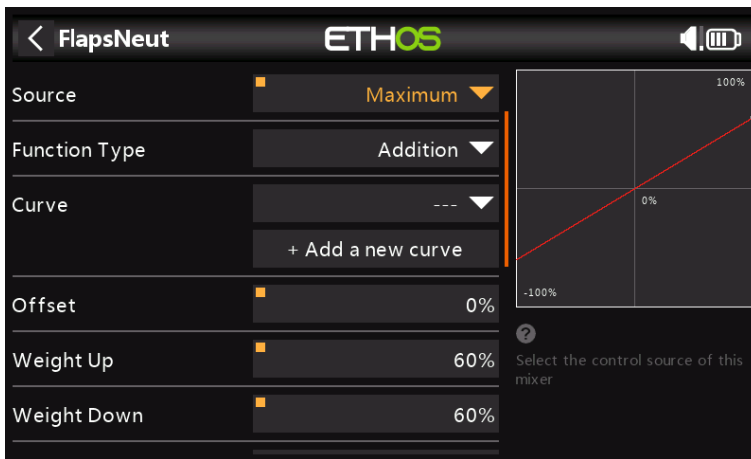 FlapsNeut
ETHOS
Source
Maximum
Function Type
Addition
Curve
---
+ Add a new curve
Offset
0%
Weight Up
60%
Weight Down
60%
100%
0%
-100%
?
Select the control source of this
mixer